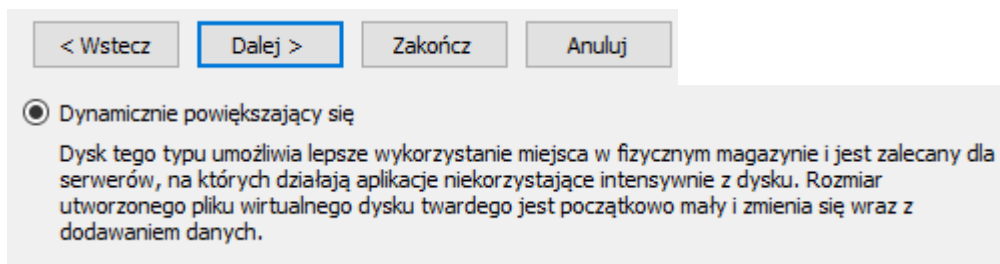 < Wstecz Dalej > Zakończ Anuluj
Dynamicznie powiększający się
Dysk tego typu umożliwia lepsze wykorzystanie miejsca w fizycznym magazynie i jest zalecany dla
serwerów, na których działają aplikacje niekorzystające intensywnie z dysku. Rozmiar
utworzonego pliku wirtualnego dysku twardego jest początkowo mały i zmienia się wraz z
dodawaniem danych.